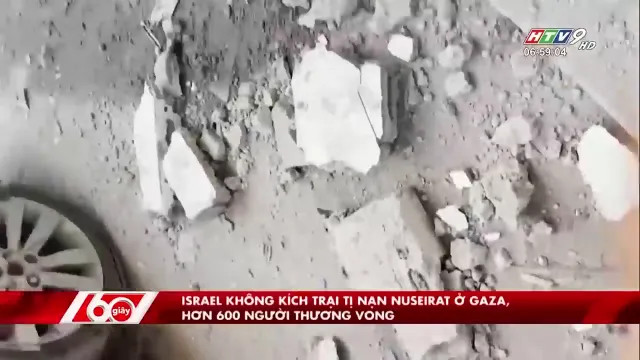 HTV9 HD
06:59:04
60 giây
ISRAEL KHÔNG KÍCH TRẠI TỊ NẠN NUSEIRAT Ở GAZA,
HƠN 600 NGƯỜI THƯƠNG VONG